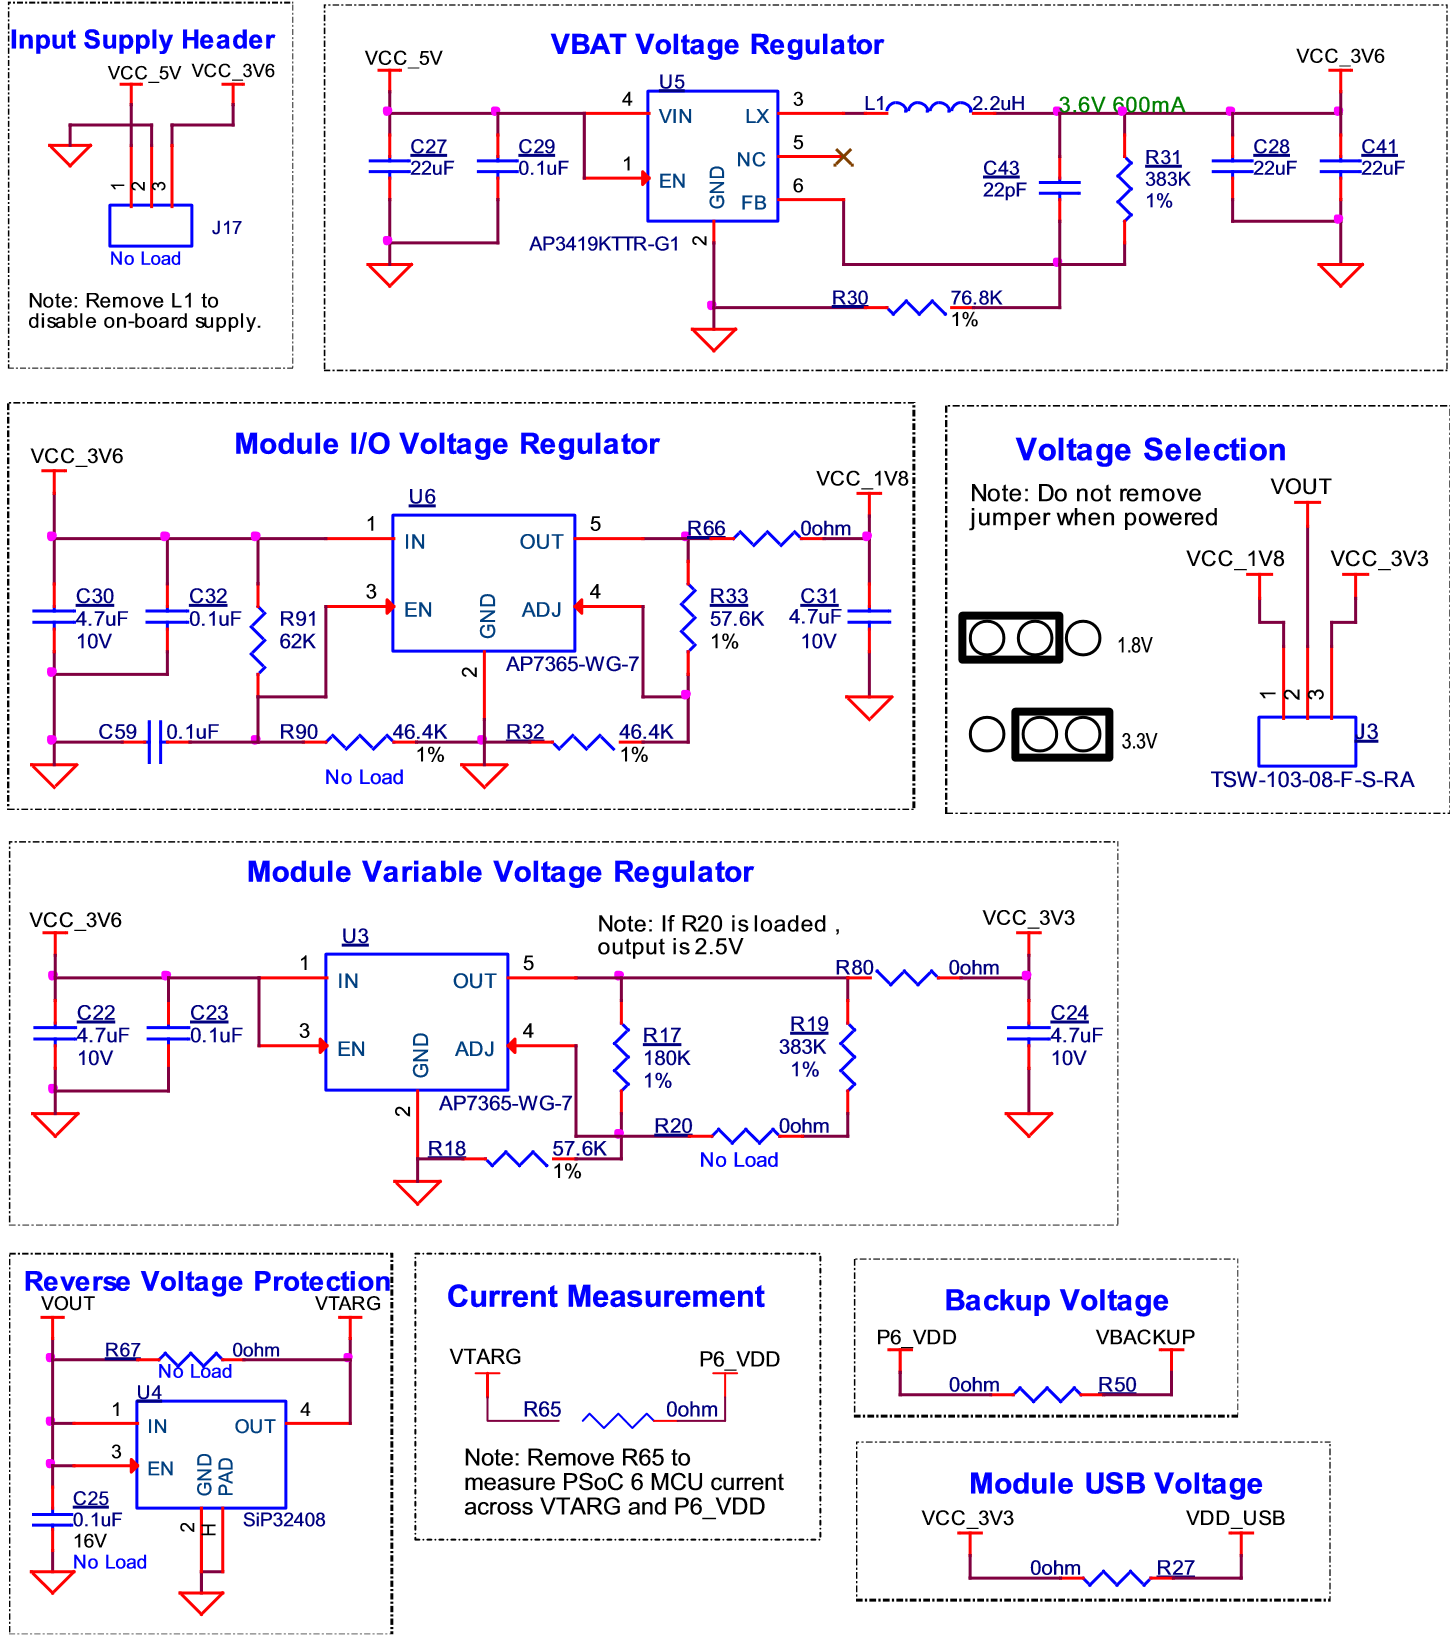 Input Supply Header
VCC_5V
VCC_3V6
1
2
3
J17
No Load
Note: Remove L1 to
disable on-board supply.
VBAT Voltage Regulator
VCC_5V
VCC_3V6
U5
4
VIN
LX
3
L1
2.2uH
3.6V 600mA
C27
22uF
C29
0.1uF
1
EN
NC
5
GND
FB
6
2
AP3419KTTR-G1
C43
22pF
R31
383K
1%
C28
22uF
C41
22uF
R30
76.8K
1%
Module I/O Voltage Regulator
VCC_3V6
VCC_1V8
U6
1
IN
OUT
5
R66
0ohm
C30
4.7uF
10V
C32
0.1uF
R91
62K
3
EN
GND
ADJ
4
2
AP7365-WG-7
R33
57.6K
1%
C31
4.7uF
10V
C59
0.1uF
R90
46.4K
1%
No Load
R32
46.4K
1%
Voltage Selection
Note: Do not remove
jumper when powered
VOUT
VCC_1V8
VCC_3V3
1.8V
3.3V
1
2
3
J3
TSW-103-08-F-S-RA
Module Variable Voltage Regulator
VCC_3V6
Note: If R20 is loaded ,
output is 2.5V
VCC_3V3
U3
1
IN
OUT
5
R80
0ohm
C22
4.7uF
10V
C23
0.1uF
3
EN
GND
ADJ
4
2
AP7365-WG-7
R17
180K
1%
R19
383K
1%
C24
4.7uF
10V
R18
57.6K
1%
R20
0ohm
No Load
Reverse Voltage Protection
VOUT
VTARG
R67
0ohm
No Load
U4
1
IN
OUT
4
3
EN
GND
PAD
2
H
SiP32408
C25
0.1uF
16V
No Load
Current Measurement
VTARG
P6_VDD
R65
0ohm
Note: Remove R65 to
measure PSoC 6 MCU current
across VTARG and P6_VDD
Backup Voltage
P6_VDD
VBACKUP
0ohm
R50
Module USB Voltage
VCC_3V3
VDD_USB
0ohm
R27